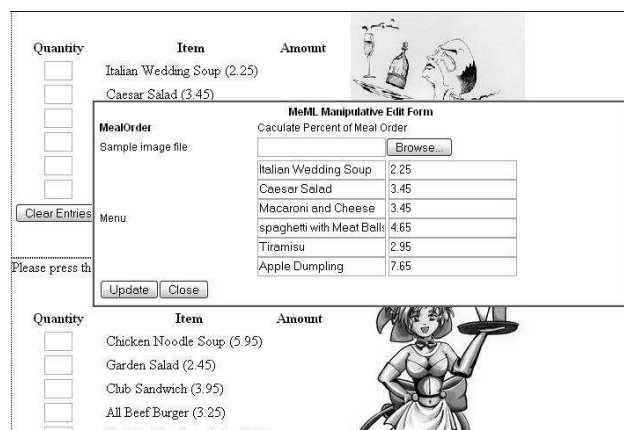 Quantity Item Amount
Italian Wedding Soup (2.25)
Caesar Salad (3.45)
MeML Manipulative Edit Form
MealOrder Caculate Percent of Meal Order
Sample image file Browse...
Menu
Italian Wedding Soup 2.25
Caesar Salad 3.45
Macaroni and Cheese 3.45
spaghetti with Meat Balls 4.65
Tiramisu 2.95
Apple Dumpling 7.65
Update Close
Clear Entries
Please press th
Quantity Item Amount
Chicken Noodle Soup (5.95)
Garden Salad (2.45)
Club Sandwich (3.95)
All Beef Burger (3.25)